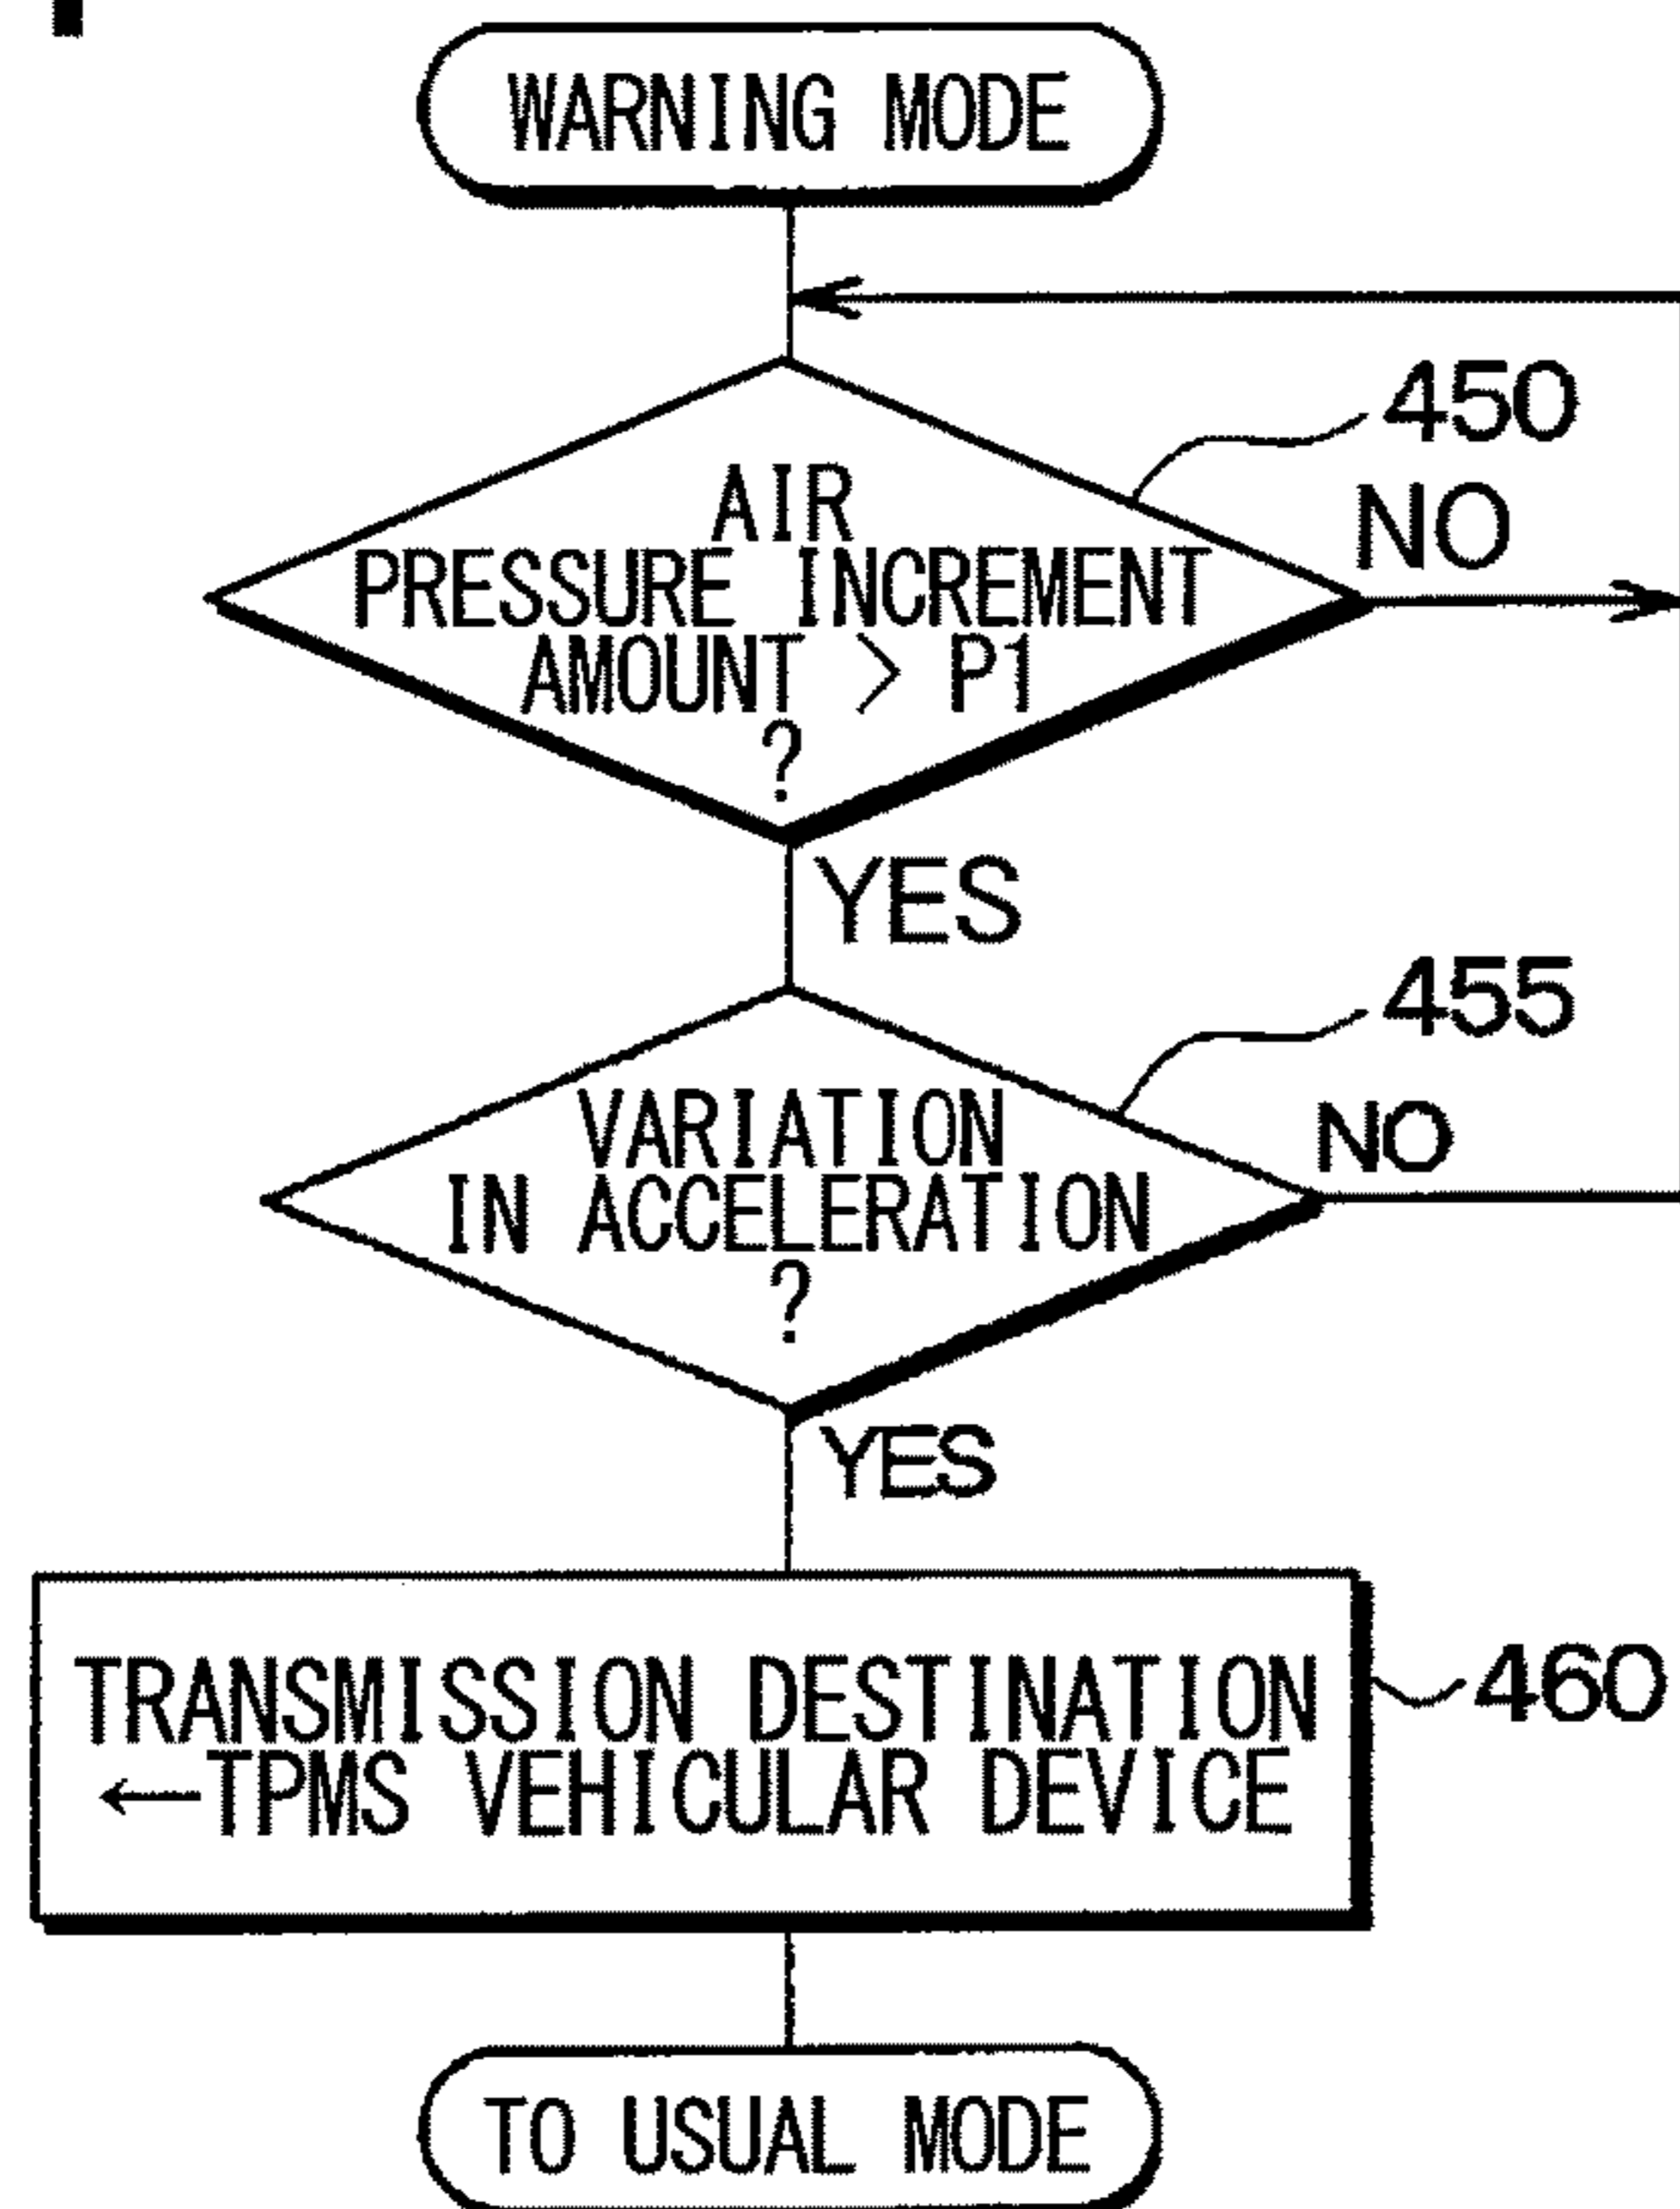 WARNING MODE
450
AIR
PRESSURE INCREMENT
AMOUNT > P1
?
NO
YES
455
VARIATION
IN ACCELERATION
?
NO
YES
TRANSMISSION DESTINATION
←TPMS VEHICULAR DEVICE
460
TO USUAL MODE